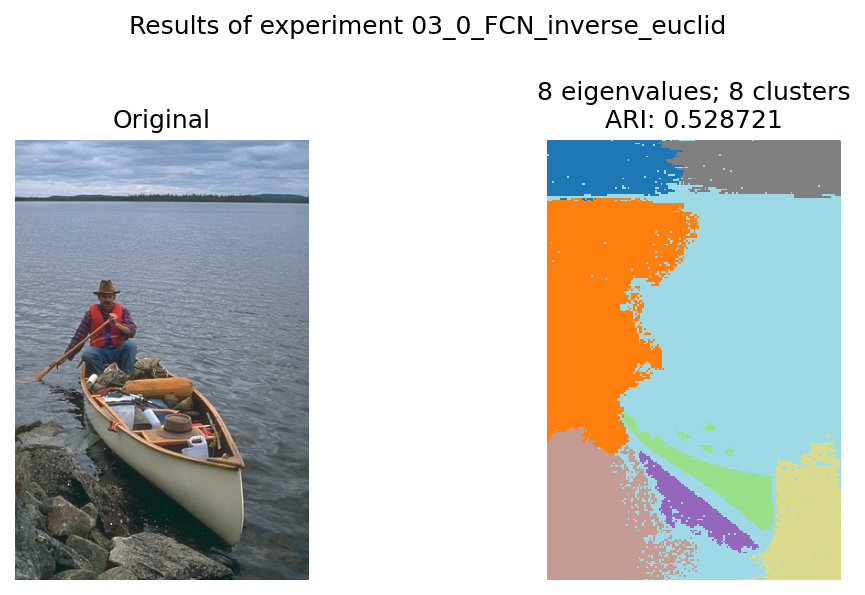 Results of experiment 03_0_FCN_inverse_euclid
Original
8 eigenvalues; 8 clusters
ARI: 0.528721